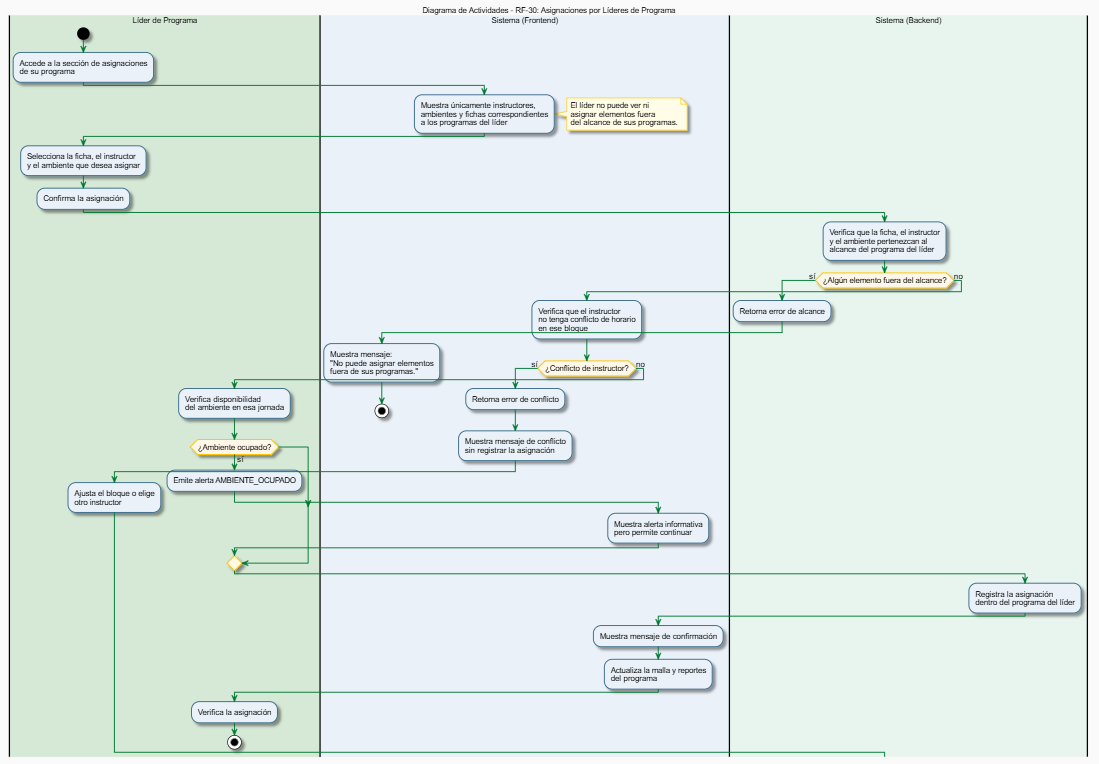 Diagrama de Actividades - RF-30: Asignaciones por Líderes de Programa
Líder de Programa
Sistema (Frontend)
Sistema (Backend)
Accede a la sección de asignaciones
de su programa
Muestra únicamente instructores,
ambientes y fichas correspondientes
a los programas del líder
El líder no puede ver ni
asignar elementos fuera
del alcance de sus programas.
Selecciona la ficha, el instructor
y el ambiente que desea asignar
Confirma la asignación
Verifica que la ficha, el instructor
y el ambiente pertenezcan al
alcance del programa del líder
sí
¿Algún elemento fuera del alcance?
no
Verifica que el instructor
no tenga conflicto de horario
en ese bloque
Retorna error de alcance
Muestra mensaje:
"No puede asignar elementos
fuera de sus programas."
sí
¿Conflicto de instructor?
no
Verifica disponibilidad
del ambiente en esa jornada
Retorna error de conflicto
¿Ambiente ocupado?
sí
Muestra mensaje de conflicto
sin registrar la asignación
Emite alerta AMBIENTE_OCUPADO
Ajusta el bloque o elige
otro instructor
Muestra alerta informativa
pero permite continuar
Registra la asignación
dentro del programa del líder
Muestra mensaje de confirmación
Actualiza la malla y reportes
del programa
Verifica la asignación